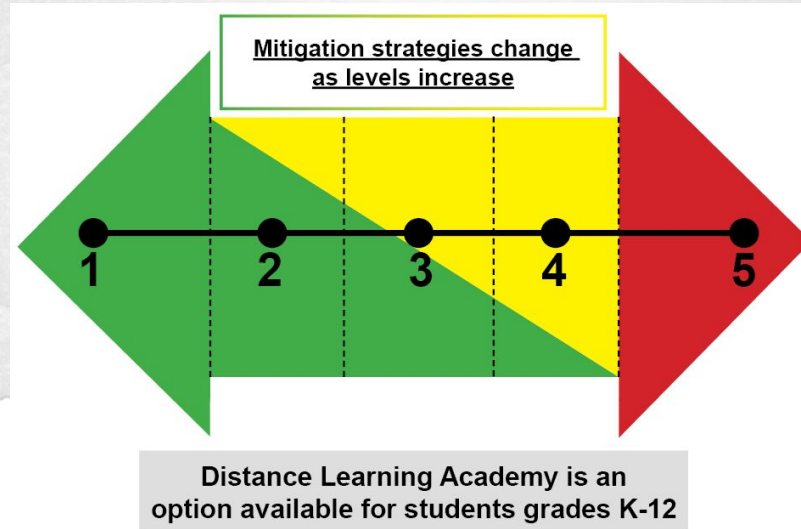 Mitigation strategies change
as levels increase
1 2 3 4 5
Distance Learning Academy is an
option available for students grades K-12